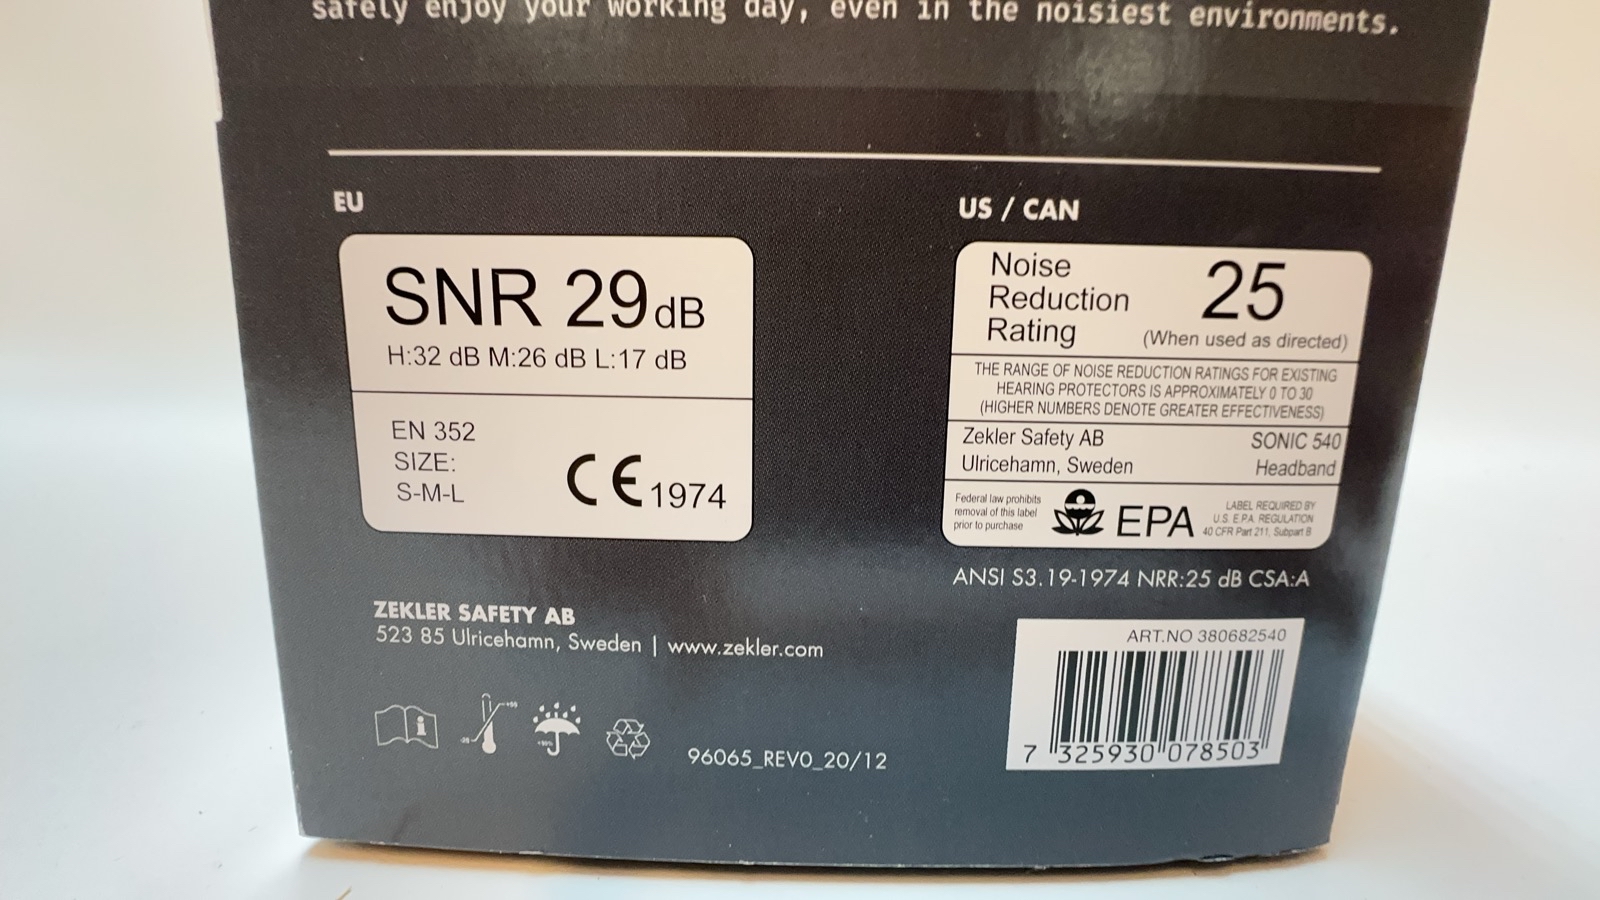 safely enjoy your working day, even in the noisiest environments.
EU
SNR 29 dB
H:32 dB M:26 dB L:17 dB
EN 352
SIZE:
S-M-L
CE 1974
US / CAN
Noise
Reduction
Rating
25
(When used as directed)
THE RANGE OF NOISE REDUCTION RATINGS FOR EXISTING
HEARING PROTECTORS IS APPROXIMATELY 0 TO 30
(HIGHER NUMBERS DENOTE GREATER EFFECTIVENESS)
Zekler Safety AB
Ulricehamn, Sweden
SONIC 540
Headband
Federal law prohibits
removal of this label
prior to purchase
EPA
LABEL REQUIRED BY
U.S. E.P.A. REGULATION
40 CFR Part 211, Subpart B
ANSI S3.19-1974 NRR:25 dB CSA:A
ZEKLER SAFETY AB
523 85 Ulricehamn, Sweden | www.zekler.com
i
96065_REV0_20/12
ART.NO 380682540
7 325930 078503